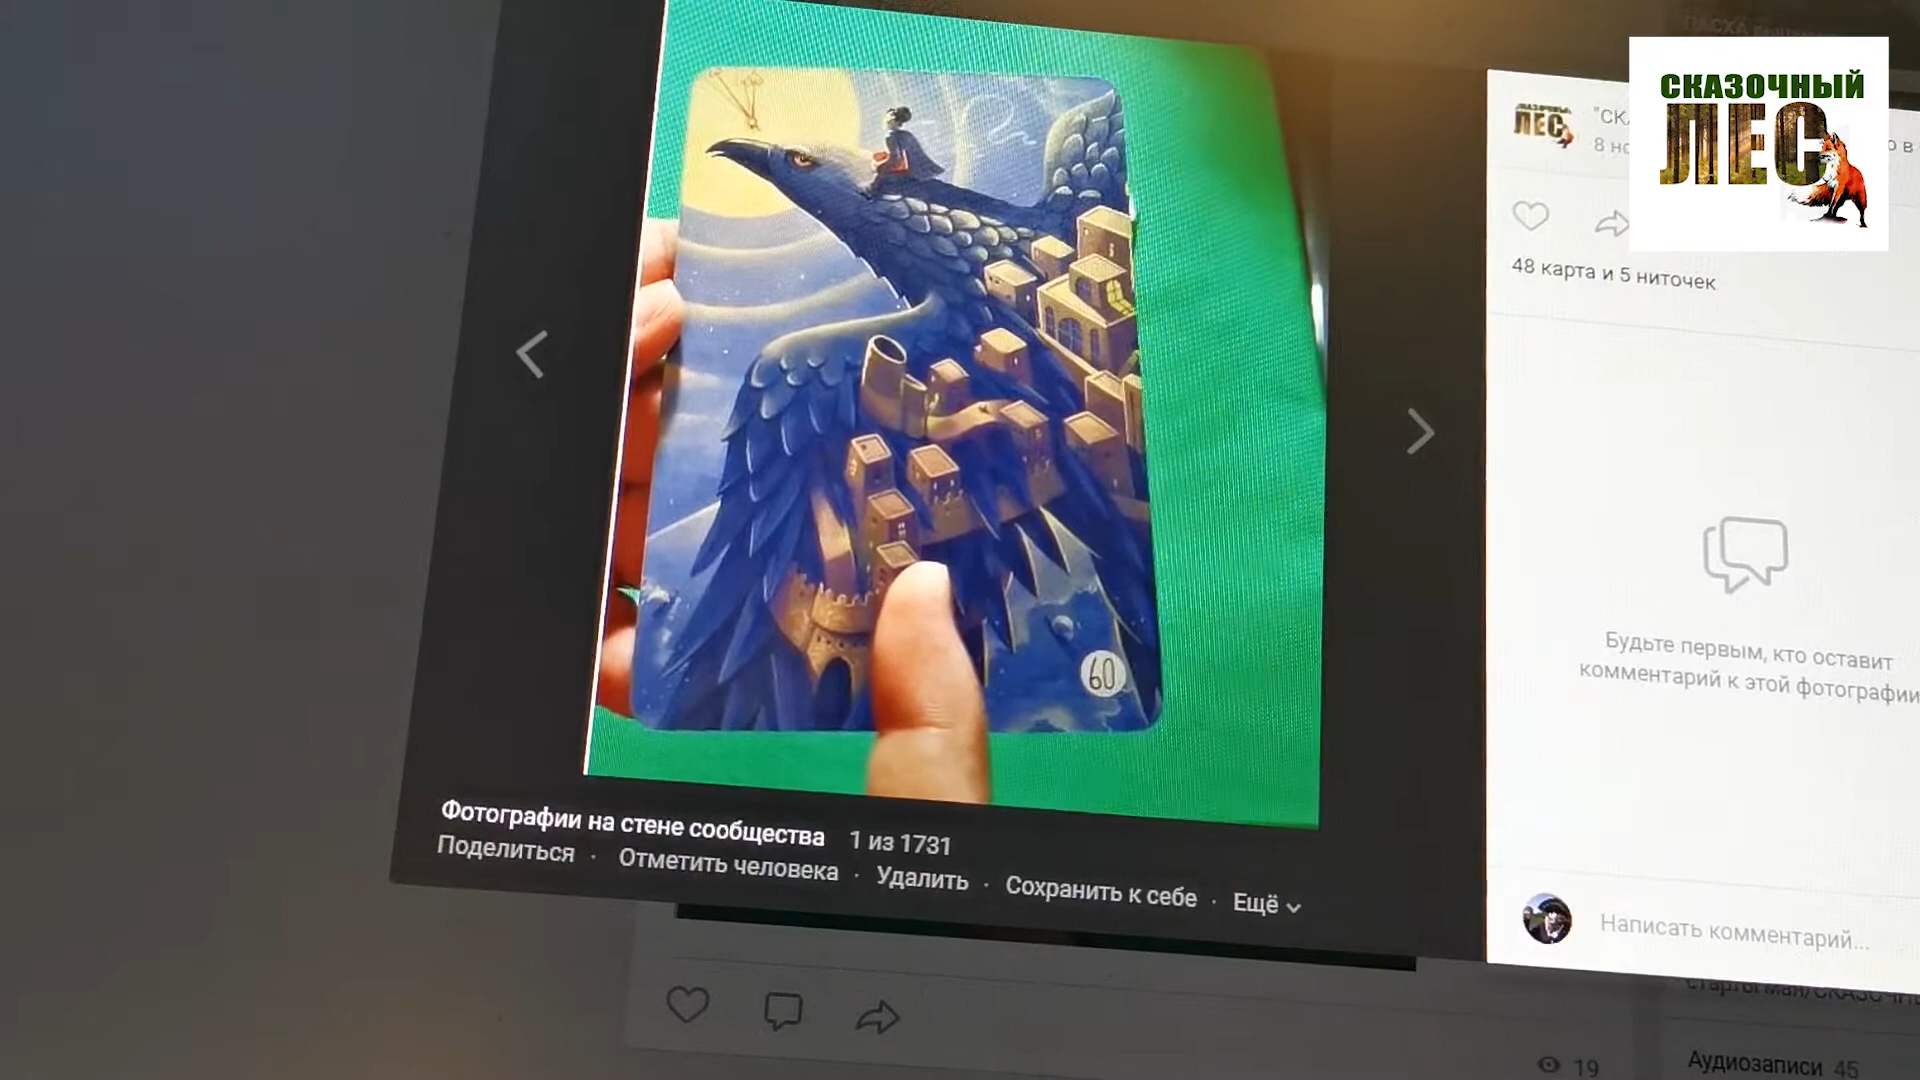 СКАЗОЧНЫЙ
ЛЕС
ЛЕС
48 карта и 5 ниточек
60
Будьте первым, кто оставит
комментарий к этой фотографии
Фотографии на стене сообщества 1 из 1731
Поделиться · Отметить человека · Удалить · Сохранить к себе · Ещё
Написать комментарий...
19
Аудиозаписи 45